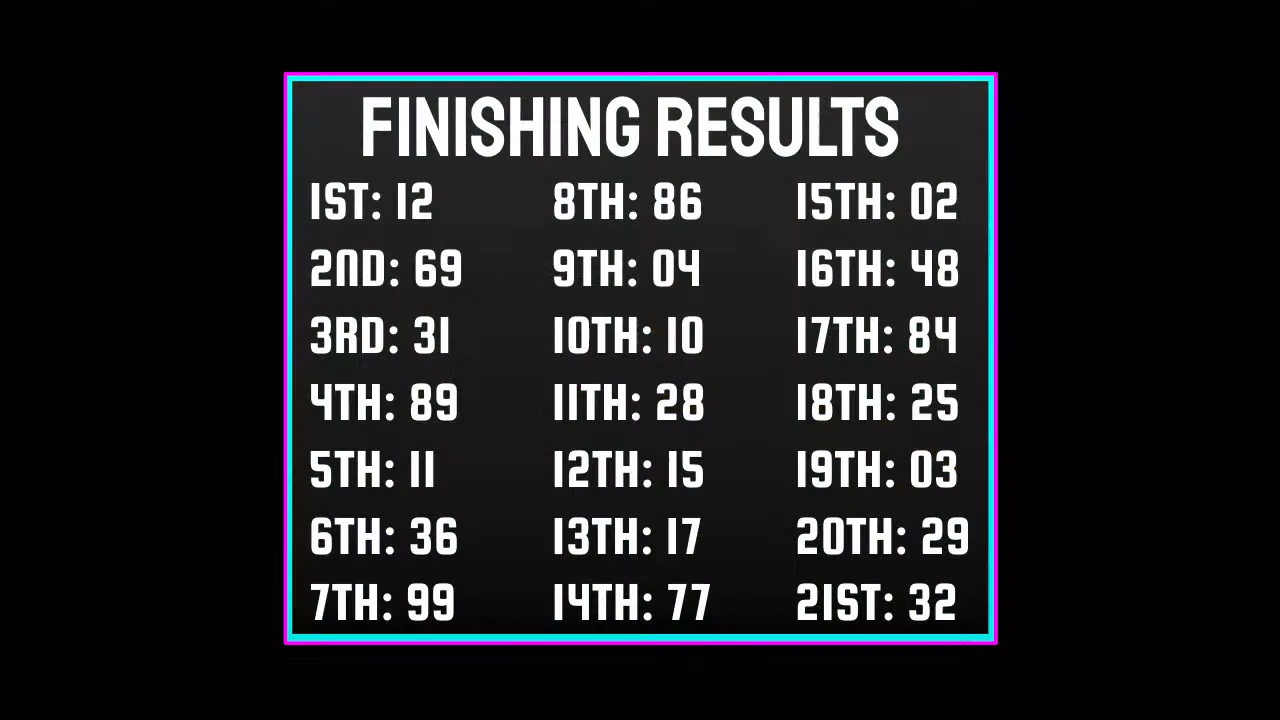 FINISHING RESULTS
1ST: 12
2ND: 69
3RD: 31
4TH: 89
5TH: 11
6TH: 36
7TH: 99
8TH: 86
9TH: 04
10TH: 10
11TH: 28
12TH: 15
13TH: 17
14TH: 77
15TH: 02
16TH: 48
17TH: 84
18TH: 25
19TH: 03
20TH: 29
21ST: 32